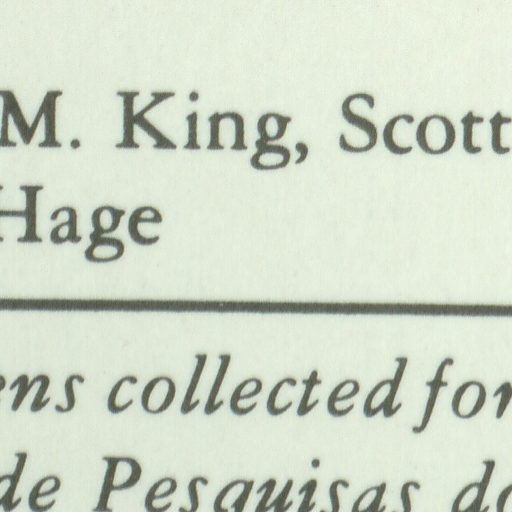 M. King, Scott
Hage
ens collected for
de Pesquisas do